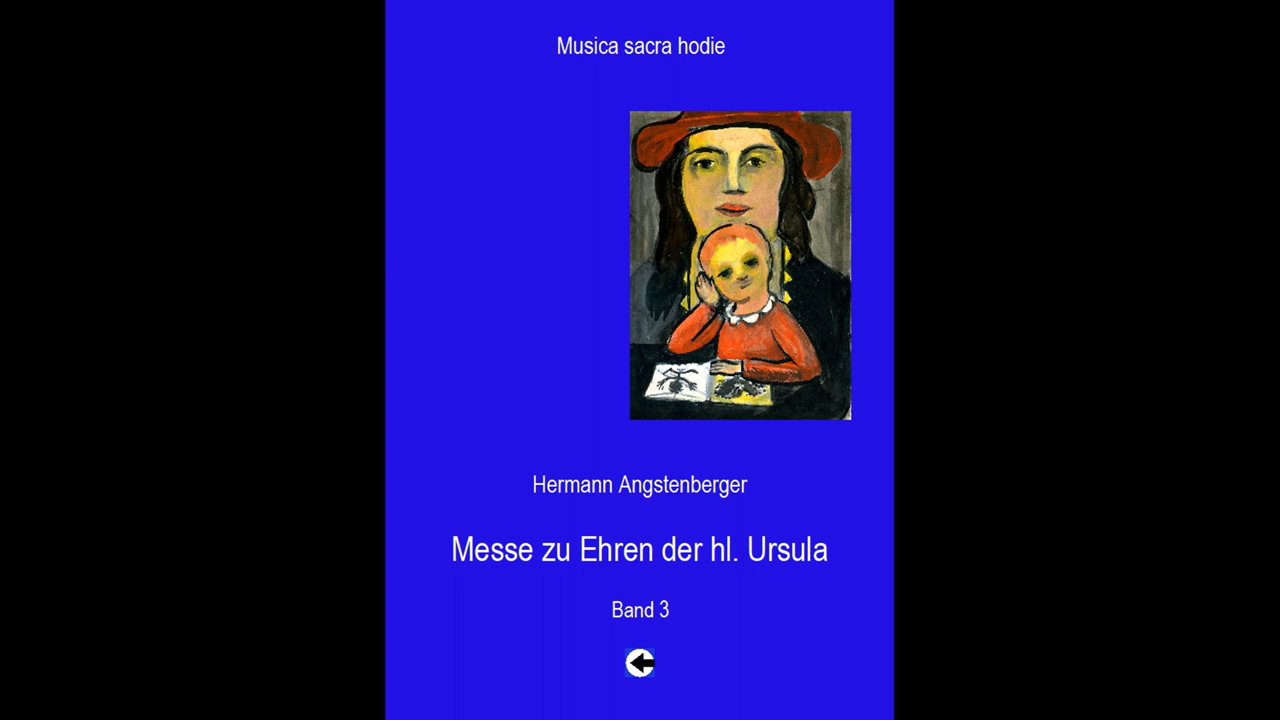 Musica sacra hodie
Hermann Angstenberger
Messe zu Ehren der hl. Ursula
Band 3